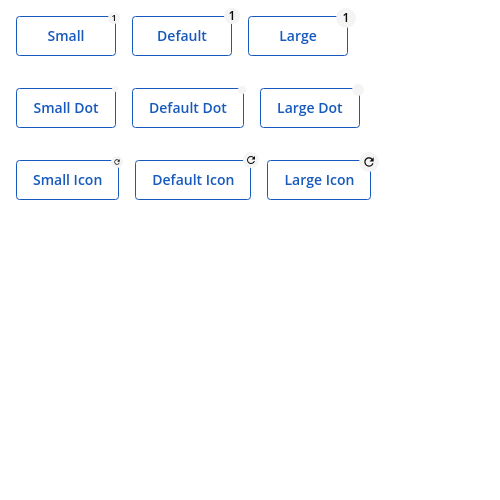 Small 1 Default 1 Large 1
Small Dot Default Dot Large Dot
Small Icon Default Icon Large Icon